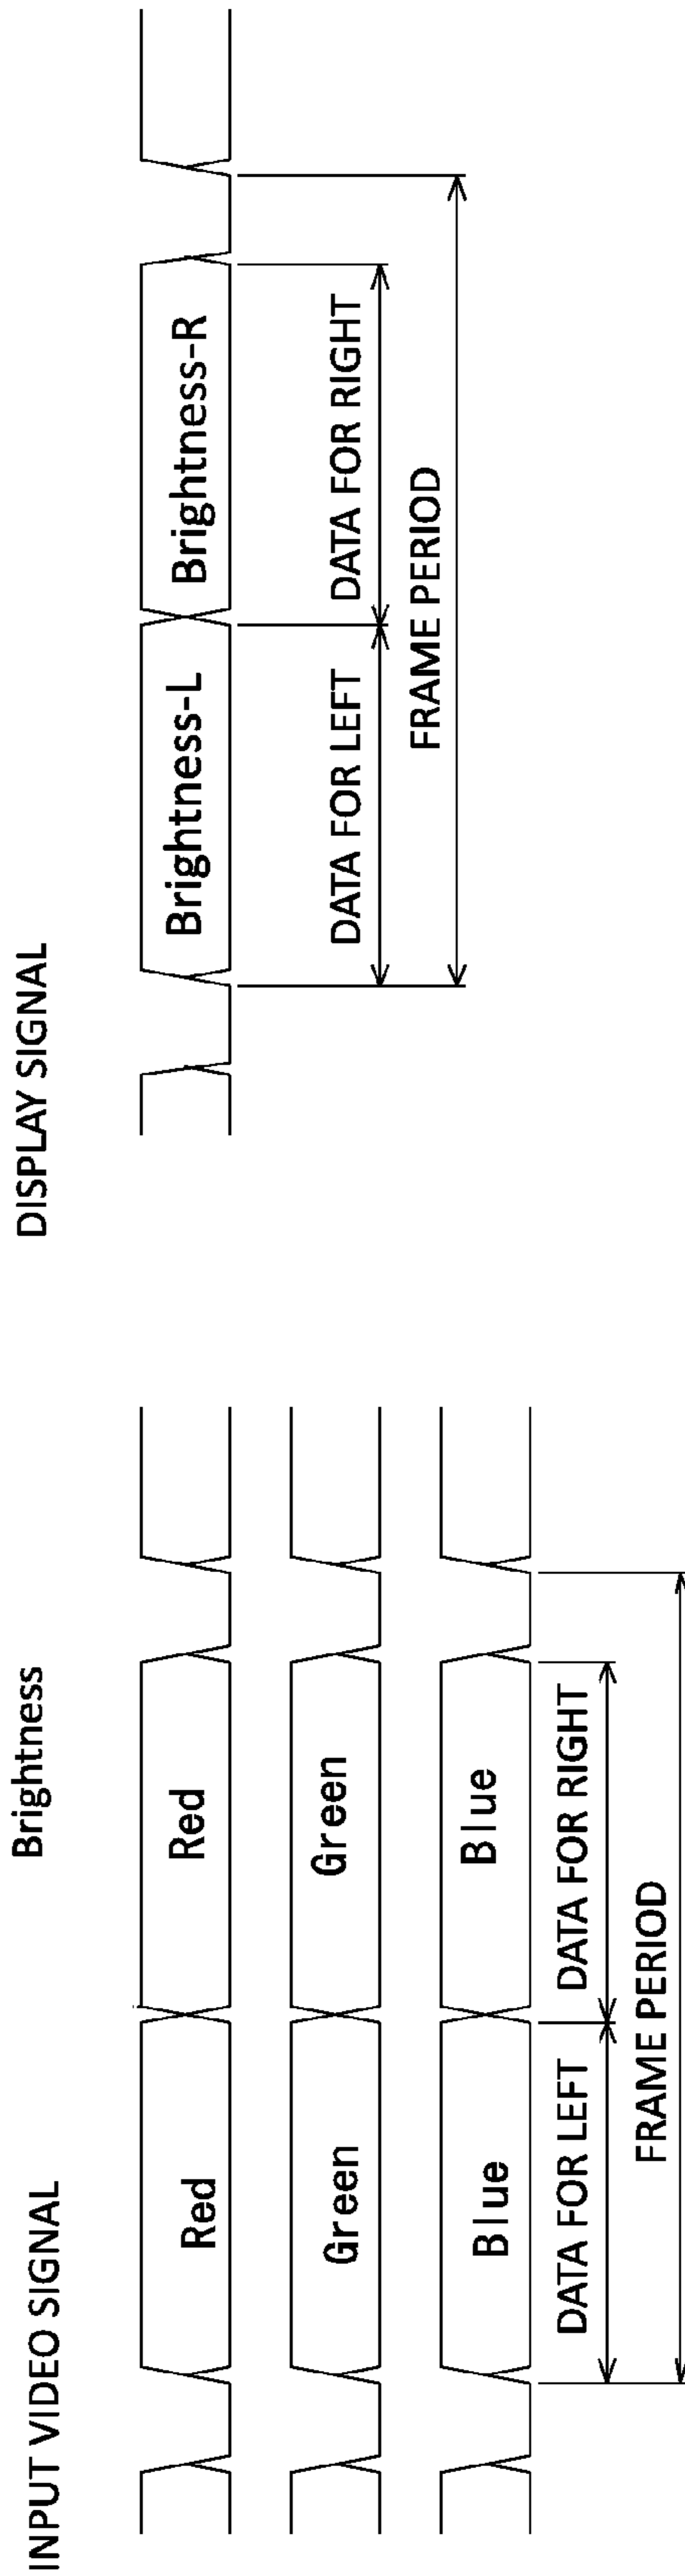 INPUT VIDEO SIGNAL
Brightness
Red
Red
Green
Green
Blue
Blue
DATA FOR LEFT
DATA FOR RIGHT
FRAME PERIOD
DISPLAY SIGNAL
Brightness-L
Brightness-R
DATA FOR LEFT
DATA FOR RIGHT
FRAME PERIOD